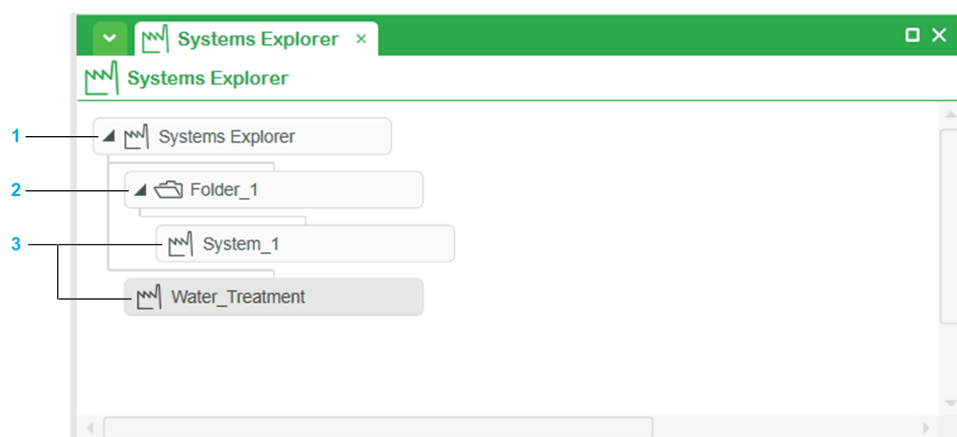 Systems Explorer
Systems Explorer
1 Systems Explorer
2 Folder_1
3 System_1
Water_Treatment